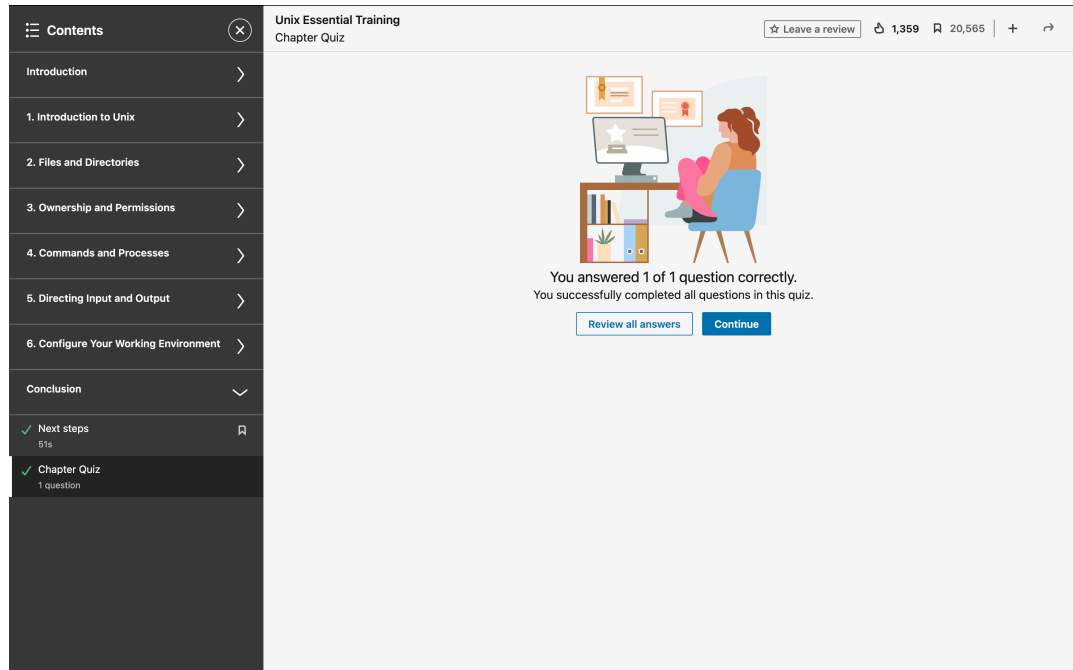 Contents
Introduction
1. Introduction to Unix
2. Files and Directories
3. Ownership and Permissions
4. Commands and Processes
5. Directing Input and Output
6. Configure Your Working Environment
Conclusion
Next steps
51s
Chapter Quiz
1 question
Unix Essential Training
Chapter Quiz
Leave a review
1,359
20,565
You answered 1 of 1 question correctly.
You successfully completed all questions in this quiz.
Review all answers
Continue